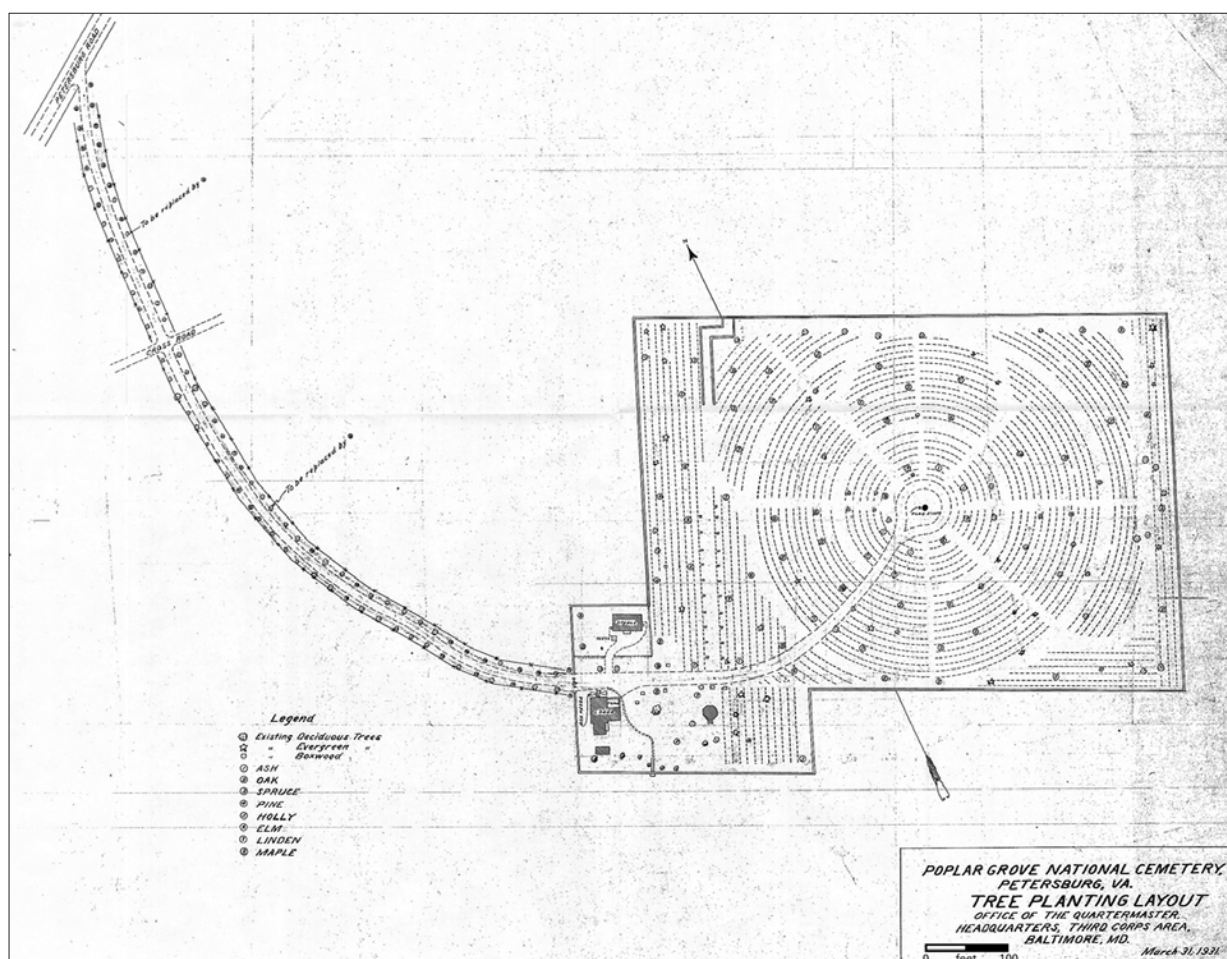 PETERSBURG ROAD
To be replaced by
CROSS ROAD
To be replaced by
STABLE
Legend
Existing Deciduous Trees
" Evergreen "
" Boxwood
ASH
OAK
SPRUCE
PINE
HOLLY
ELM
LINDEN
MAPLE
POPLAR GROVE NATIONAL CEMETERY,
PETERSBURG, VA.
TREE PLANTING LAYOUT
OFFICE OF THE QUARTERMASTER.
HEADQUARTERS, THIRD CORPS AREA,
BALTIMORE, MD.
0 feet 100
March 31, 1931